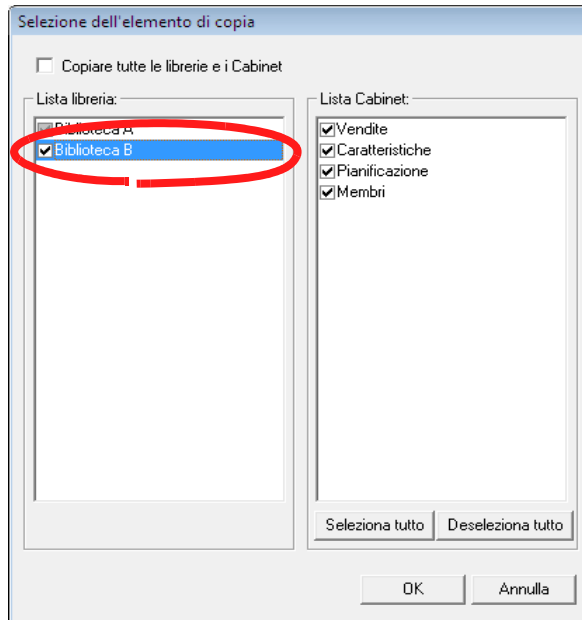 Selezione dell'elemento di copia
Copiare tutte le librerie e i Cabinet
Lista libreria:
Biblioteca A
Biblioteca B
Lista Cabinet:
Vendite
Caratteristiche
Pianificazione
Membri
Seleziona tutto
Deseleziona tutto
OK
Annulla